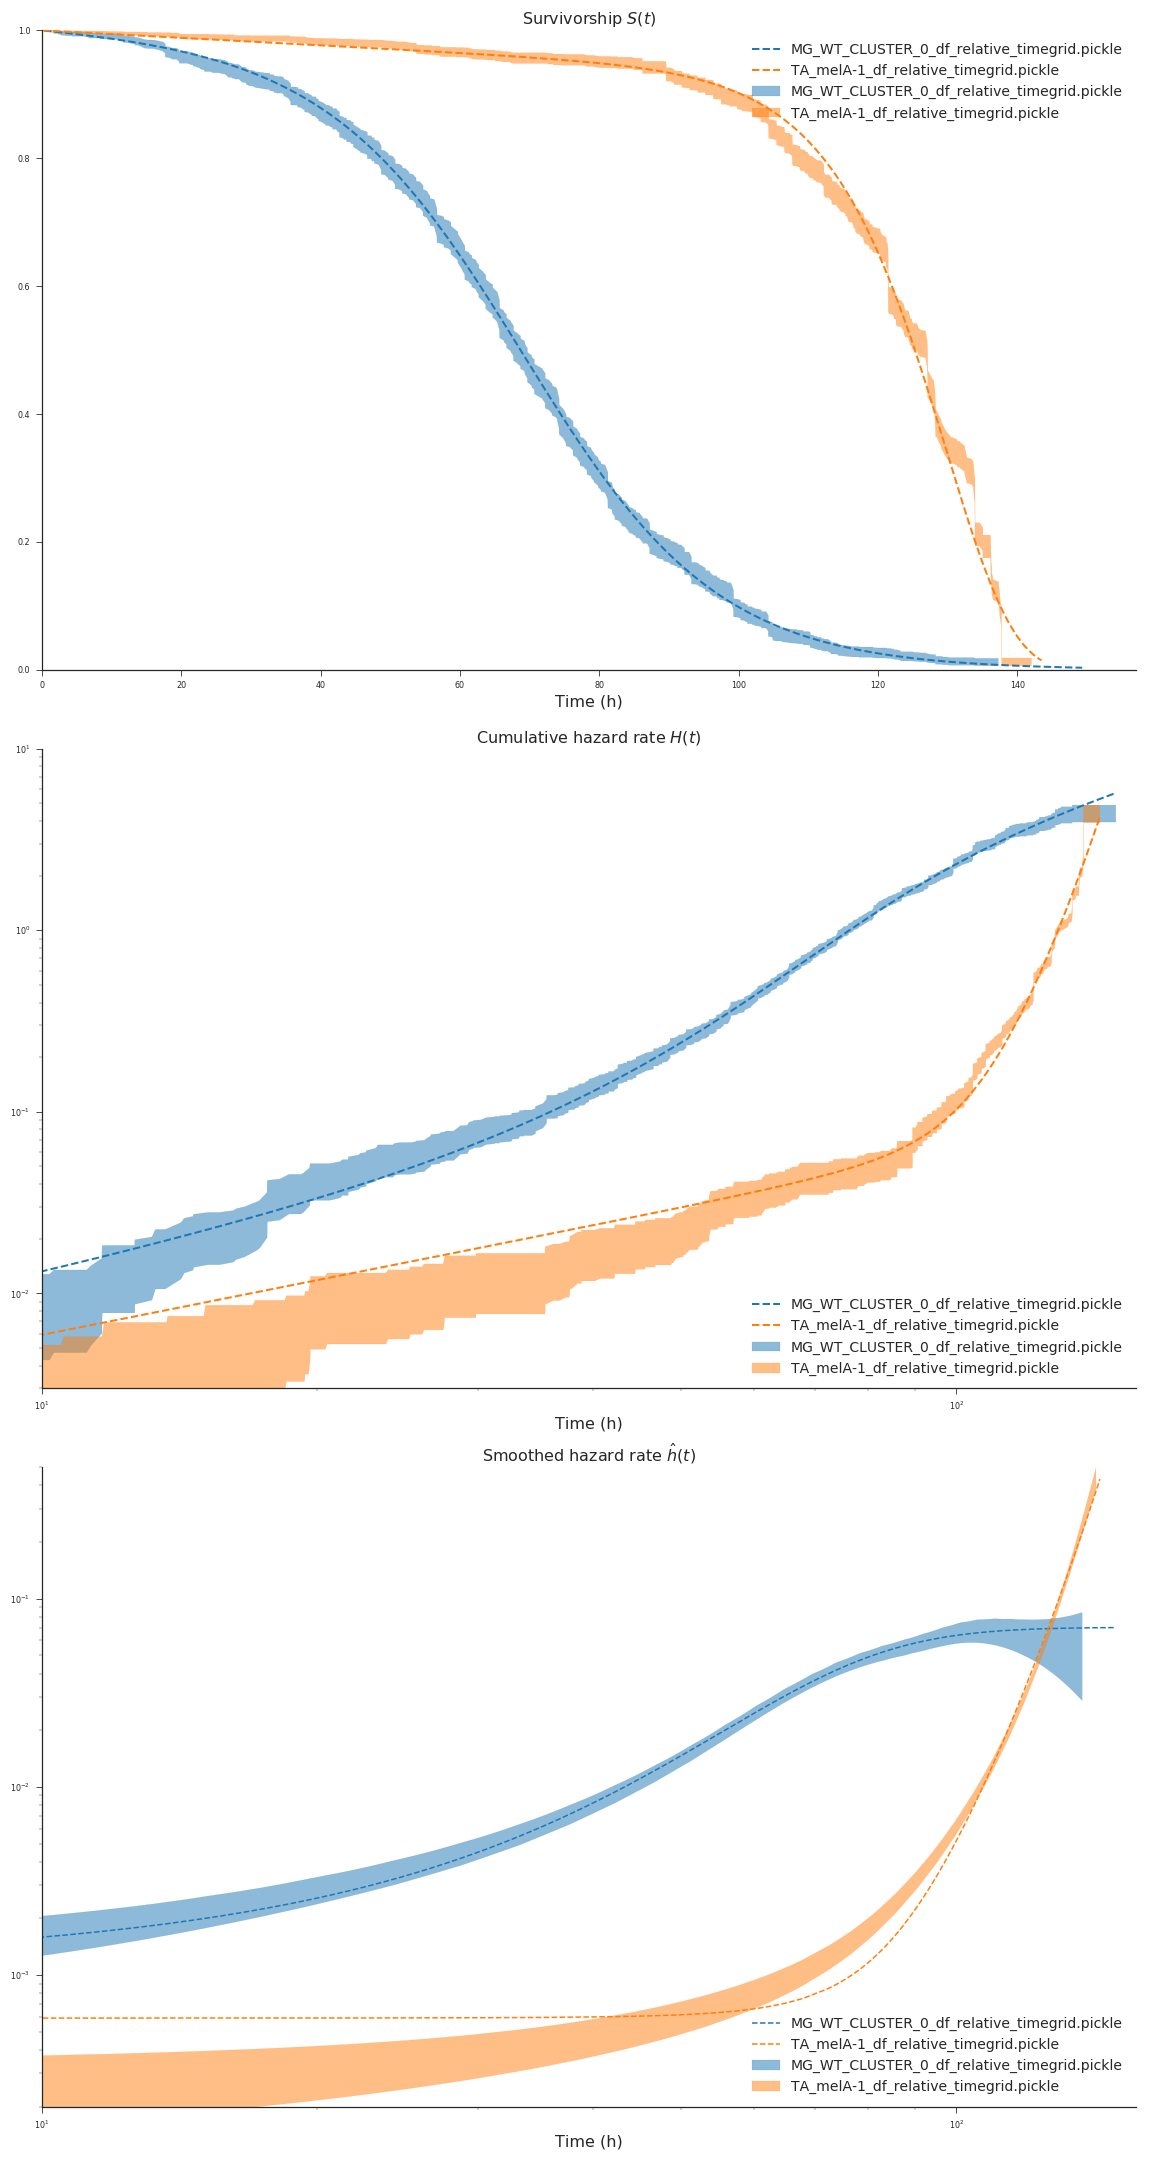 Survivorship S(t)
1.0
0.8
0.6
0.4
0.2
0.0
MG_WT_CLUSTER_0_df_relative_timegrid.pickle
TA_melA-1_df_relative_timegrid.pickle
MG_WT_CLUSTER_0_df_relative_timegrid.pickle
TA_melA-1_df_relative_timegrid.pickle
0 20 40 60 80 100 120 140
Time (h)
Cumulative hazard rate H(t)
10¹
10⁰
10⁻¹
10⁻²
MG_WT_CLUSTER_0_df_relative_timegrid.pickle
TA_melA-1_df_relative_timegrid.pickle
MG_WT_CLUSTER_0_df_relative_timegrid.pickle
TA_melA-1_df_relative_timegrid.pickle
10¹ 10²
Time (h)
Smoothed hazard rate ĥ(t)
10⁻¹
10⁻²
10⁻³
MG_WT_CLUSTER_0_df_relative_timegrid.pickle
TA_melA-1_df_relative_timegrid.pickle
MG_WT_CLUSTER_0_df_relative_timegrid.pickle
TA_melA-1_df_relative_timegrid.pickle
10¹ 10²
Time (h)